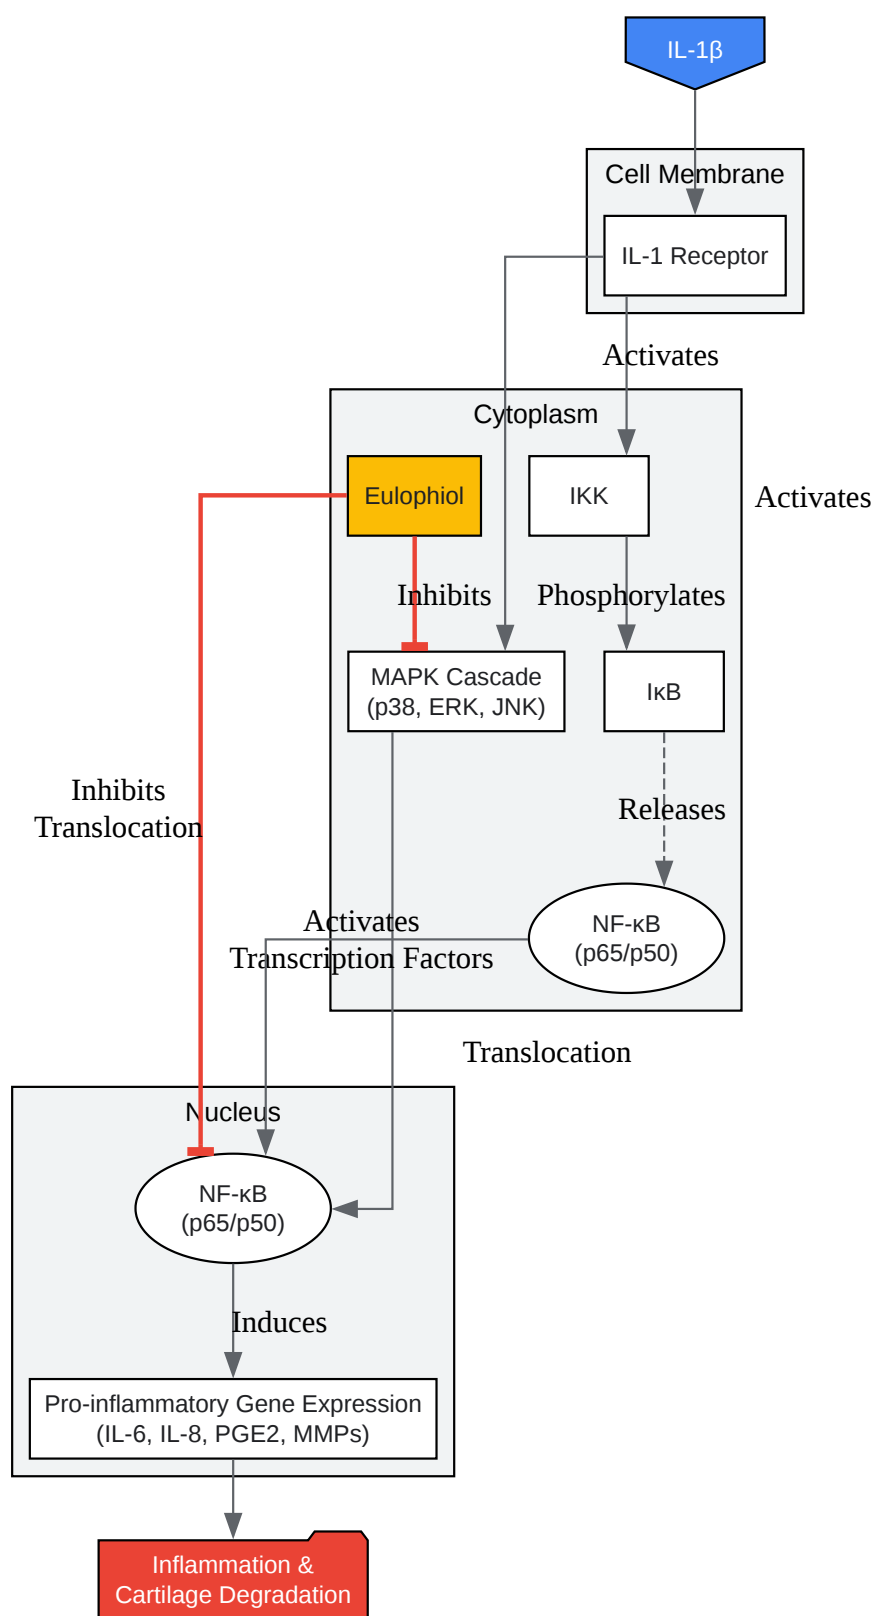 IL-1β
Cell Membrane
IL-1 Receptor
Activates
Cytoplasm
Eulophiol
IKK
Activates
Inhibits
Phosphorylates
MAPK Cascade
(p38, ERK, JNK)
IκB
Inhibits
Translocation
Releases
Activates
Transcription Factors
NF-κB
(p65/p50)
Translocation
Nucleus
NF-κB
(p65/p50)
Induces
Pro-inflammatory Gene Expression
(IL-6, IL-8, PGE2, MMPs)
Inflammation &
Cartilage Degradation